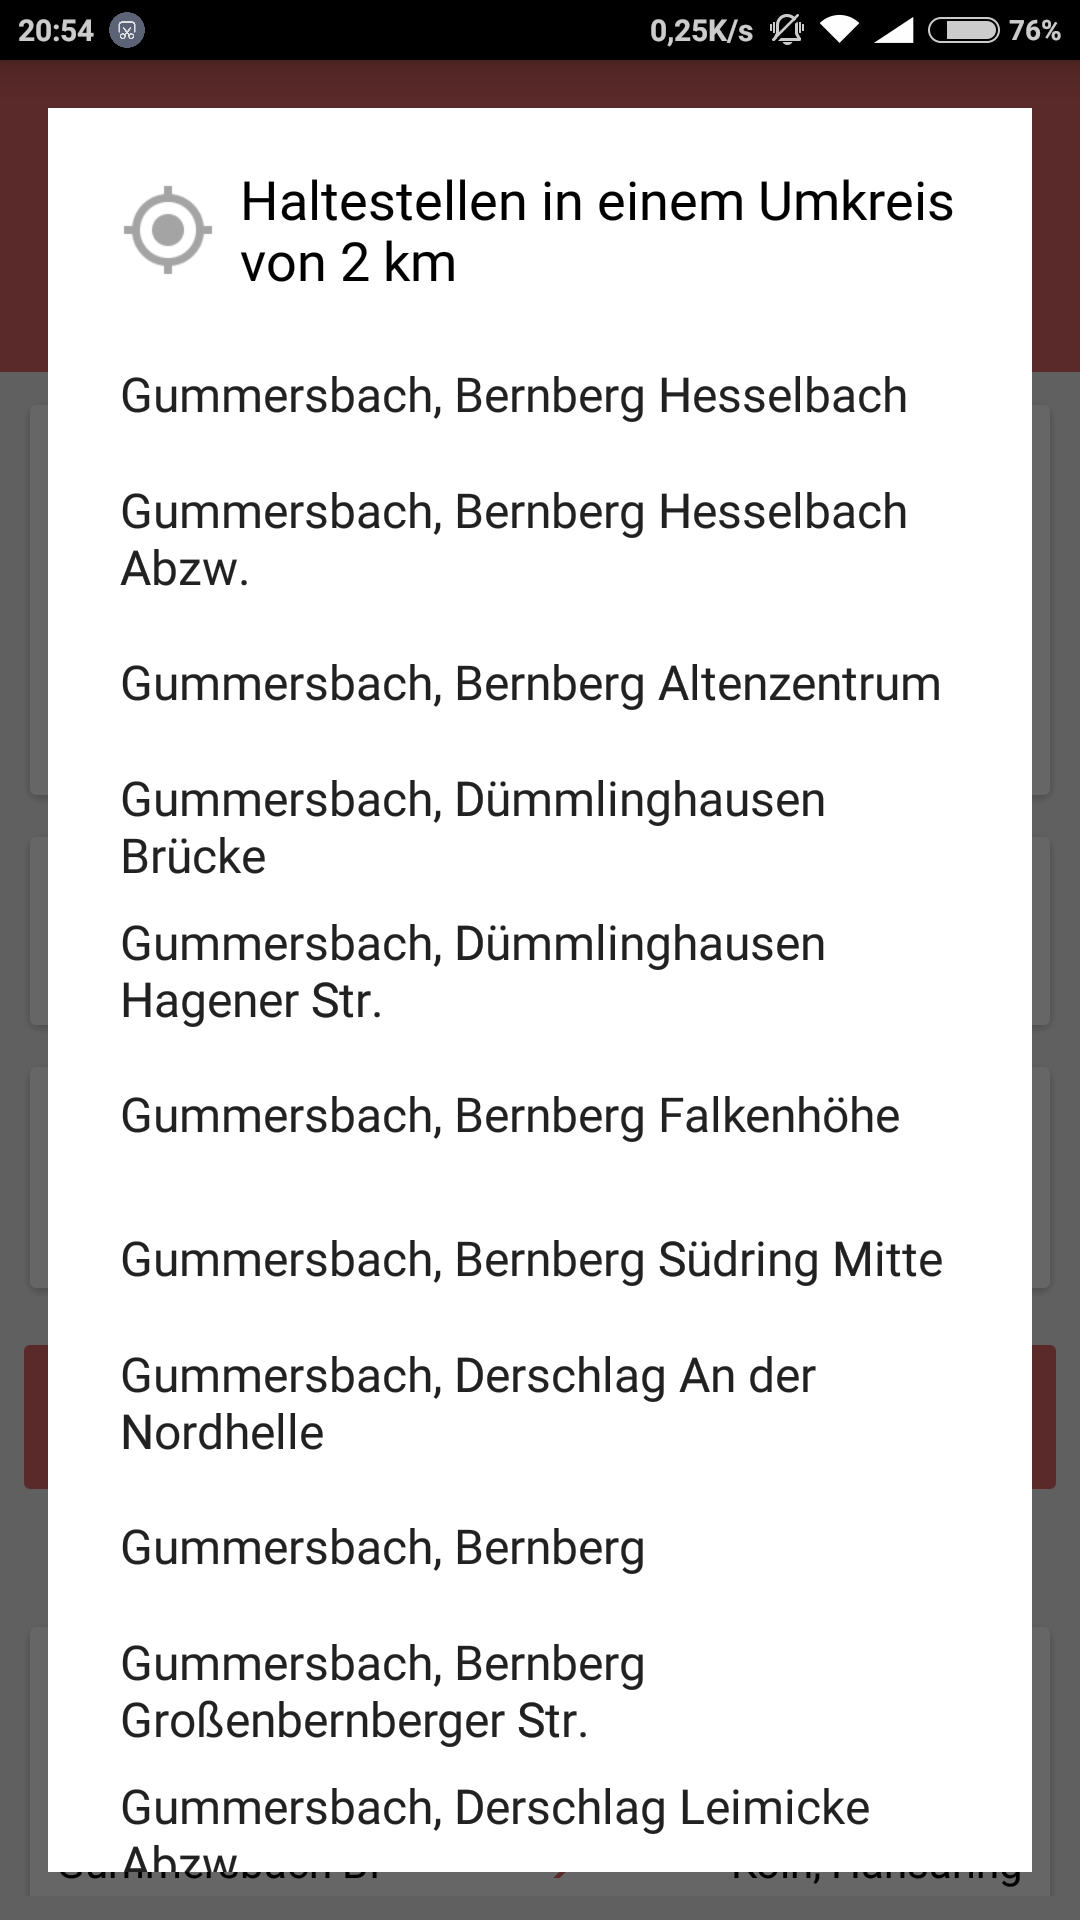 20:54 0,25K/s 76%
Haltestellen in einem Umkreis
von 2 km
Gummersbach, Bernberg Hesselbach
Gummersbach, Bernberg Hesselbach
Abzw.
Gummersbach, Bernberg Altenzentrum
Gummersbach, Dümmlinghausen
Brücke
Gummersbach, Dümmlinghausen
Hagener Str.
Gummersbach, Bernberg Falkenhöhe
Gummersbach, Bernberg Südring Mitte
Gummersbach, Derschlag An der
Nordhelle
Gummersbach, Bernberg
Gummersbach, Bernberg
Großenbernberger Str.
Gummersbach, Derschlag Leimicke
Abzw.